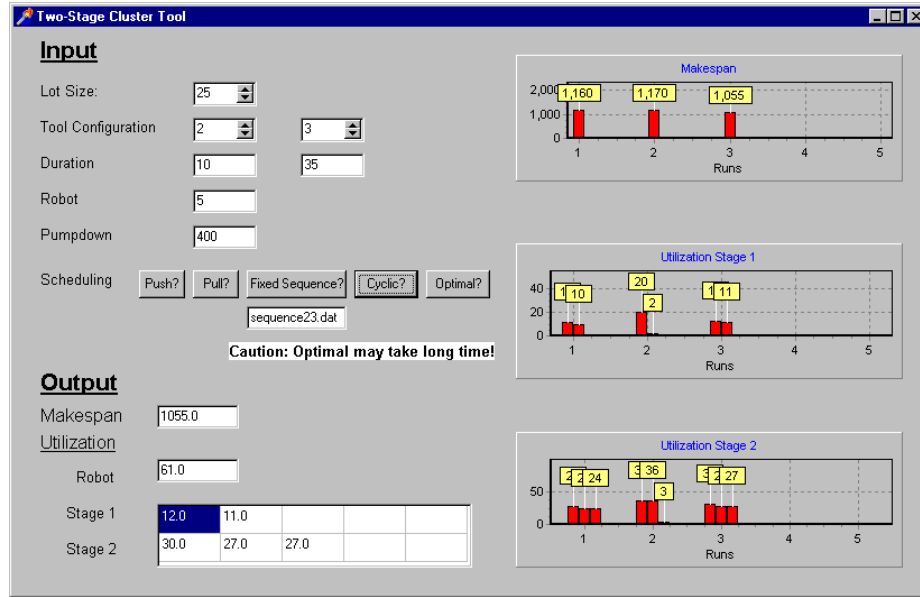 Two-Stage Cluster Tool
Input
Lot Size: 25
Tool Configuration 2 3
Duration 10 35
Robot 5
Pumpdown 400
Scheduling Push? Pull? Fixed Sequence? Cyclic? Optimal?
sequence23.dat
Caution: Optimal may take long time!
Output
Makespan 1055.0
Utilization
Robot 61.0
Stage 1 12.0 11.0
Stage 2 30.0 27.0 27.0
Makespan
2,000 1,160 1,170 1,055
1,000
0
1 2 3 4 5
Runs
Utilization Stage 1
40 10 20 2 11
20
0
1 2 3 4 5
Runs
Utilization Stage 2
24 36 3 27
50
0
1 2 3 4 5
Runs